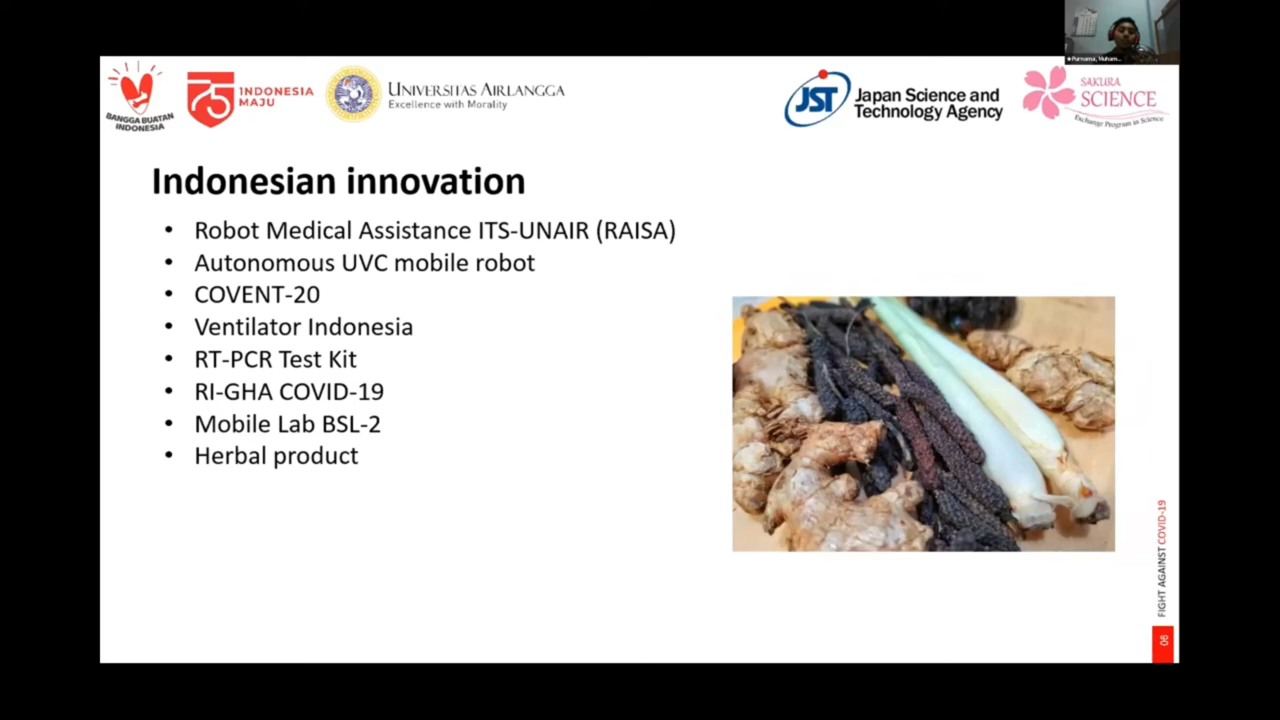 Purnama, Muham...
BANGGA BUATAN
INDONESIA
75
INDONESIA
MAJU
UNIVERSITAS AIRLANGGA
Excellence with Morality
JST
Japan Science and
Technology Agency
SAKURA
SCIENCE
Exchange Program in Science
Indonesian innovation
• Robot Medical Assistance ITS-UNAIR (RAISA)
• Autonomous UVC mobile robot
• COVENT-20
• Ventilator Indonesia
• RT-PCR Test Kit
• RI-GHA COVID-19
• Mobile Lab BSL-2
• Herbal product
FIGHT AGAINST COVID-19
06